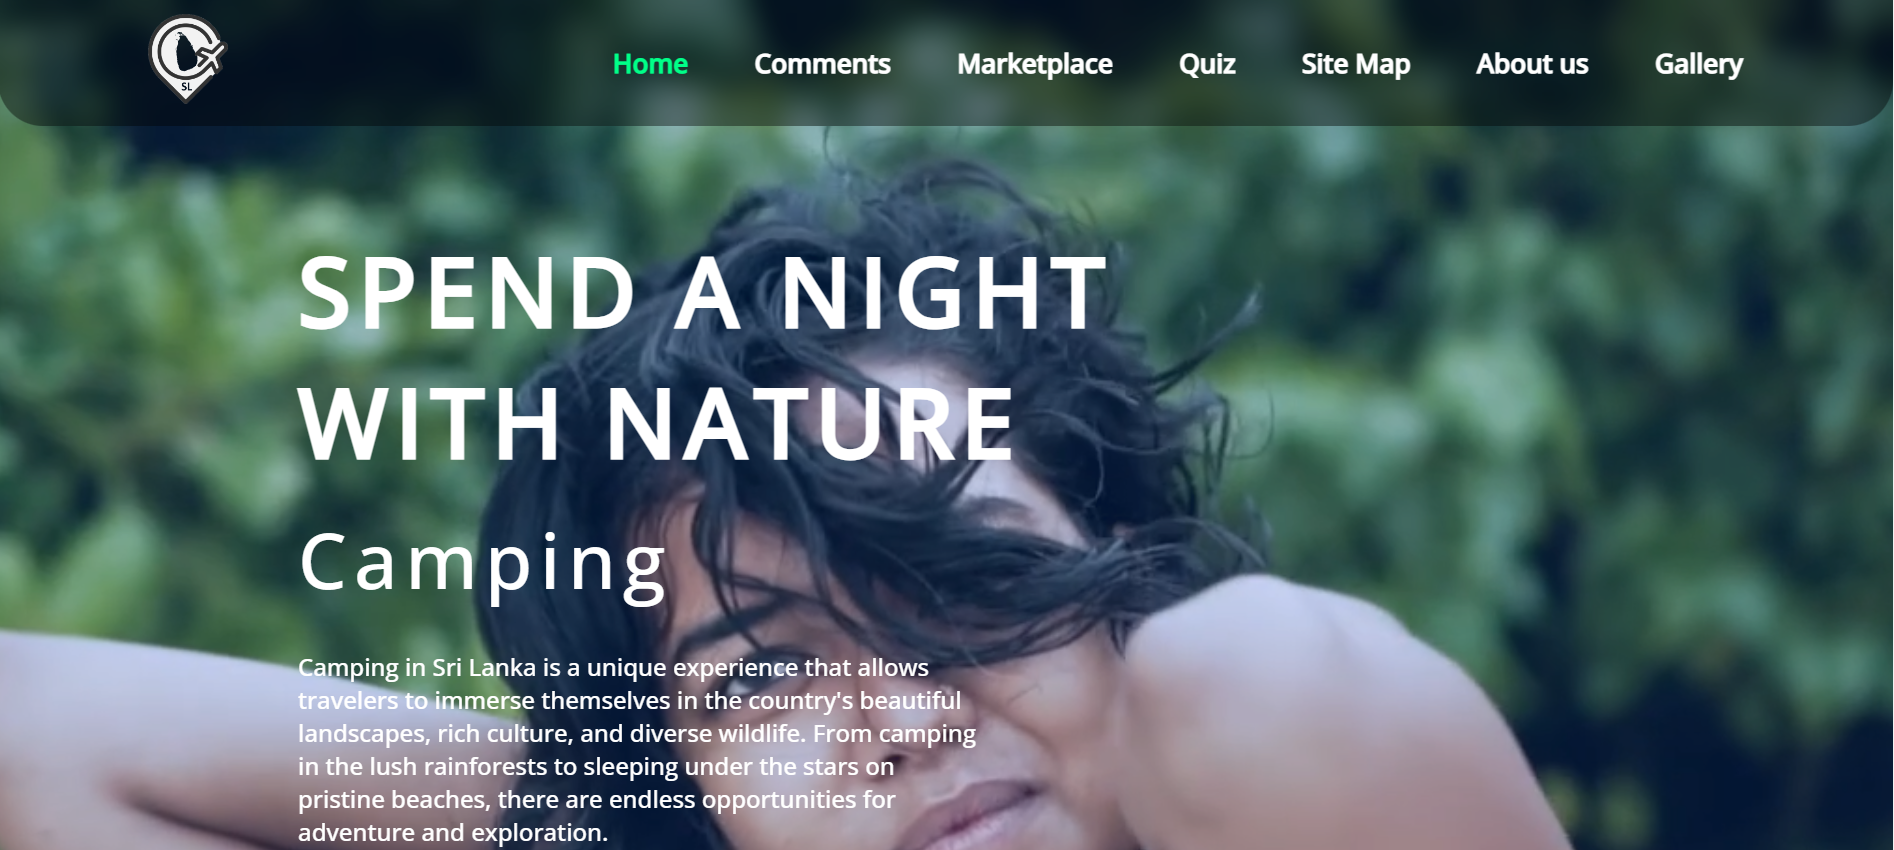 SL
Home Comments Marketplace Quiz Site Map About us Gallery
SPEND A NIGHT
WITH NATURE
Camping
Camping in Sri Lanka is a unique experience that allows
travelers to immerse themselves in the country's beautiful
landscapes, rich culture, and diverse wildlife. From camping
in the lush rainforests to sleeping under the stars on
pristine beaches, there are endless opportunities for
adventure and exploration.